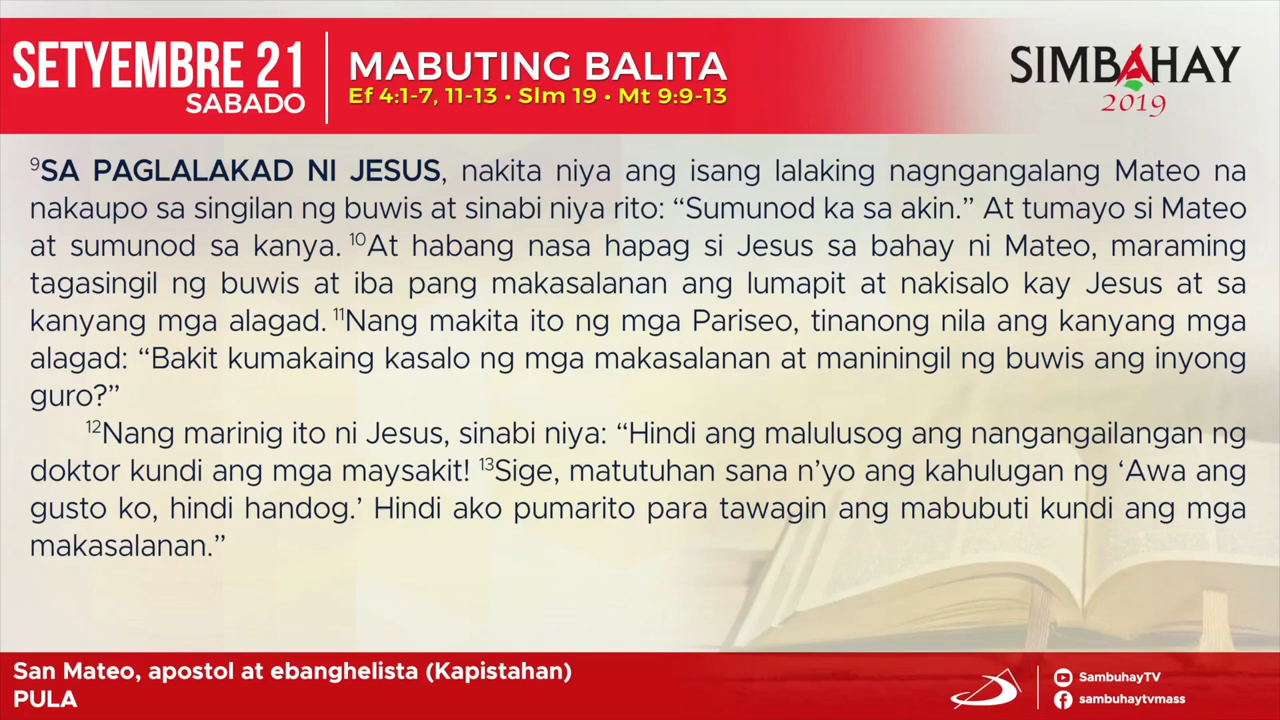 SETYEMBRE 21
SABADO
MABUTING BALITA
Ef 4:1-7, 11-13 • Slm 19 • Mt 9:9-13
SIMBAHAY
2019
⁹SA PAGLALAKAD NI JESUS, nakita niya ang isang lalaking nagngangalang Mateo na
nakaupo sa singilan ng buwis at sinabi niya rito: “Sumunod ka sa akin.” At tumayo si Mateo
at sumunod sa kanya. ¹⁰At habang nasa hapag si Jesus sa bahay ni Mateo, maraming
tagasingil ng buwis at iba pang makasalanan ang lumapit at nakisalo kay Jesus at sa
kanyang mga alagad. ¹¹Nang makita ito ng mga Pariseo, tinanong nila ang kanyang mga
alagad: “Bakit kumakaing kasalo ng mga makasalanan at maniningil ng buwis ang inyong
guro?”
¹²Nang marinig ito ni Jesus, sinabi niya: “Hindi ang malulusog ang nangangailangan ng
doktor kundi ang mga maysakit! ¹³Sige, matutuhan sana n’yo ang kahulugan ng ‘Awa ang
gusto ko, hindi handog.’ Hindi ako pumarito para tawagin ang mabubuti kundi ang mga
makasalanan.”
San Mateo, apostol at ebanghelista (Kapistahan)
PULA
SambuhayTV
sambuhaytvmass